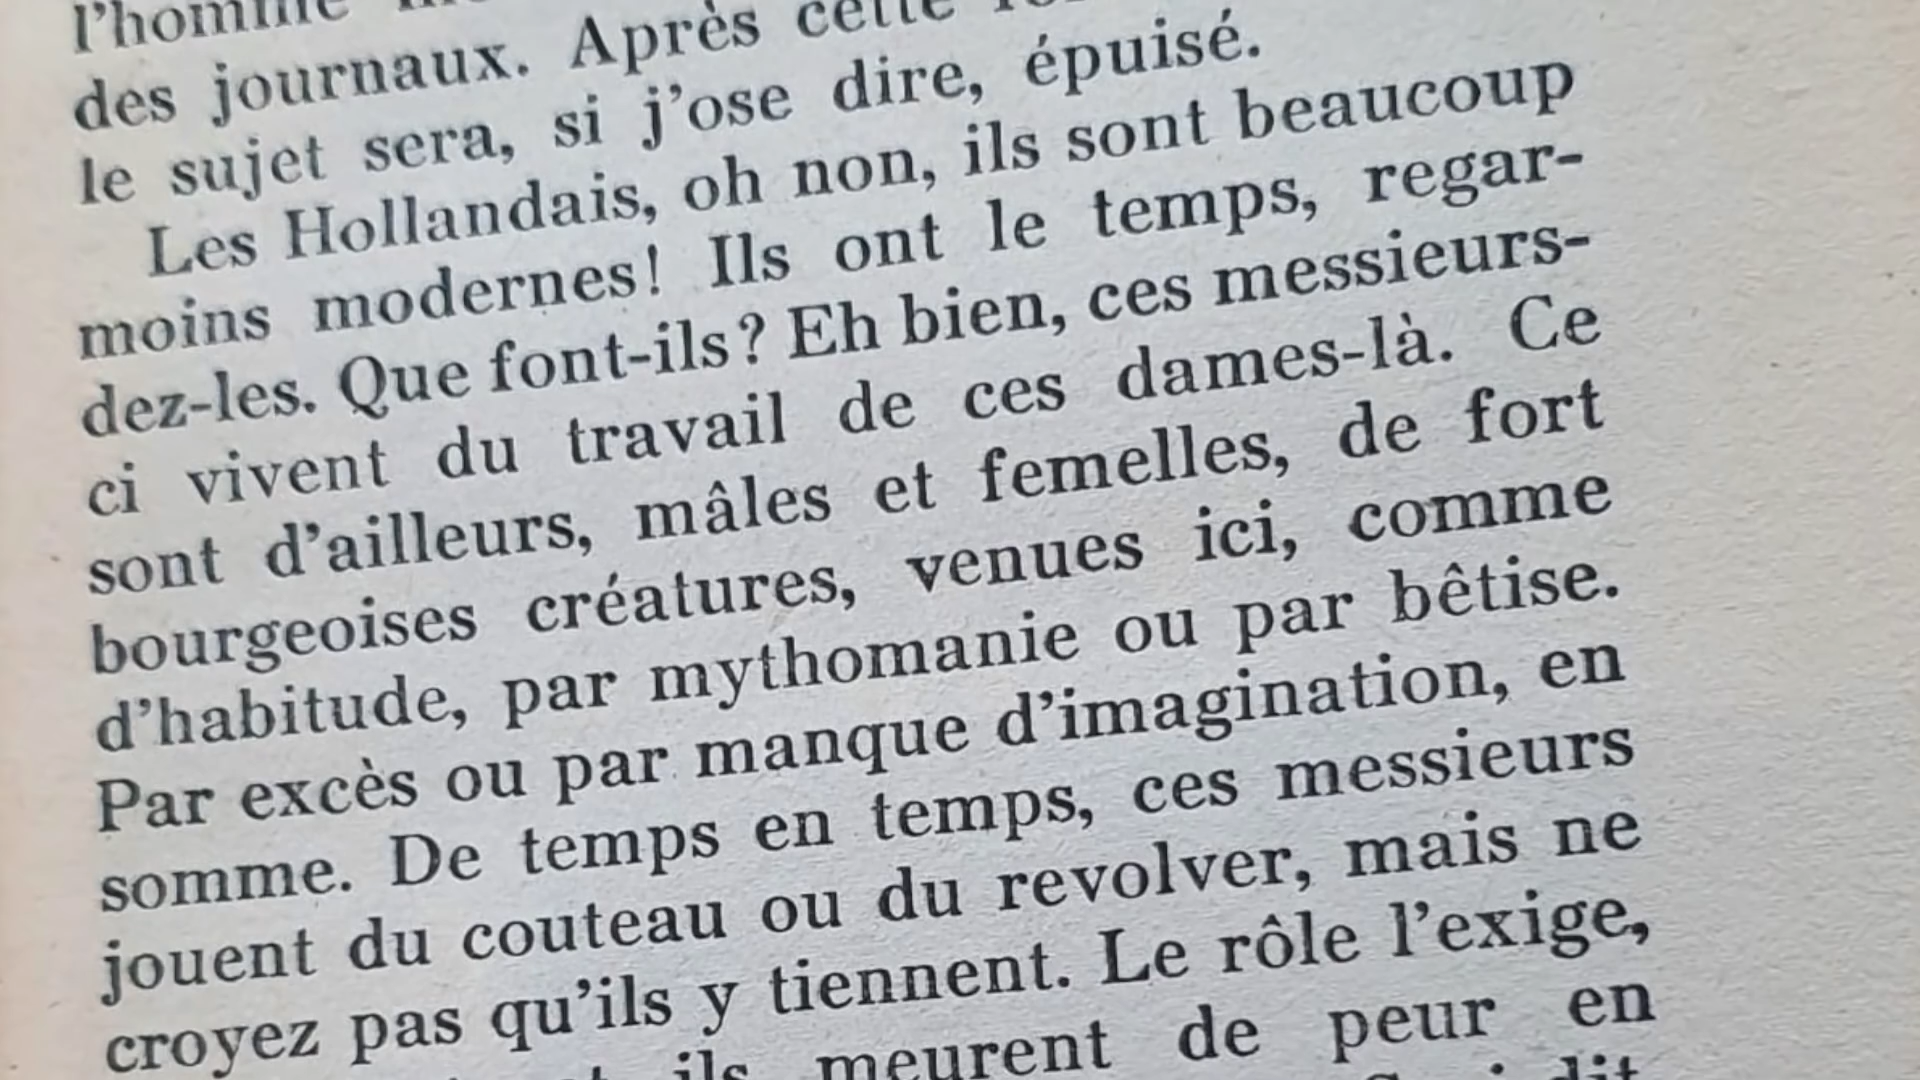 l'homme
des journaux. Après cette
le sujet sera, si j'ose dire, épuisé.
Les Hollandais, oh non, ils sont beaucoup
moins modernes! Ils ont le temps, regar-
dez-les. Que font-ils? Eh bien, ces messieurs-
ci vivent du travail de ces dames-là. Ce
sont d'ailleurs, mâles et femelles, de fort
bourgeoises créatures, venues ici, comme
d'habitude, par mythomanie ou par bêtise.
Par excès ou par manque d'imagination, en
somme. De temps en temps, ces messieurs
jouent du couteau ou du revolver, mais ne
croyez pas qu'ils y tiennent. Le rôle l'exige,
ils meurent de peur en
dit